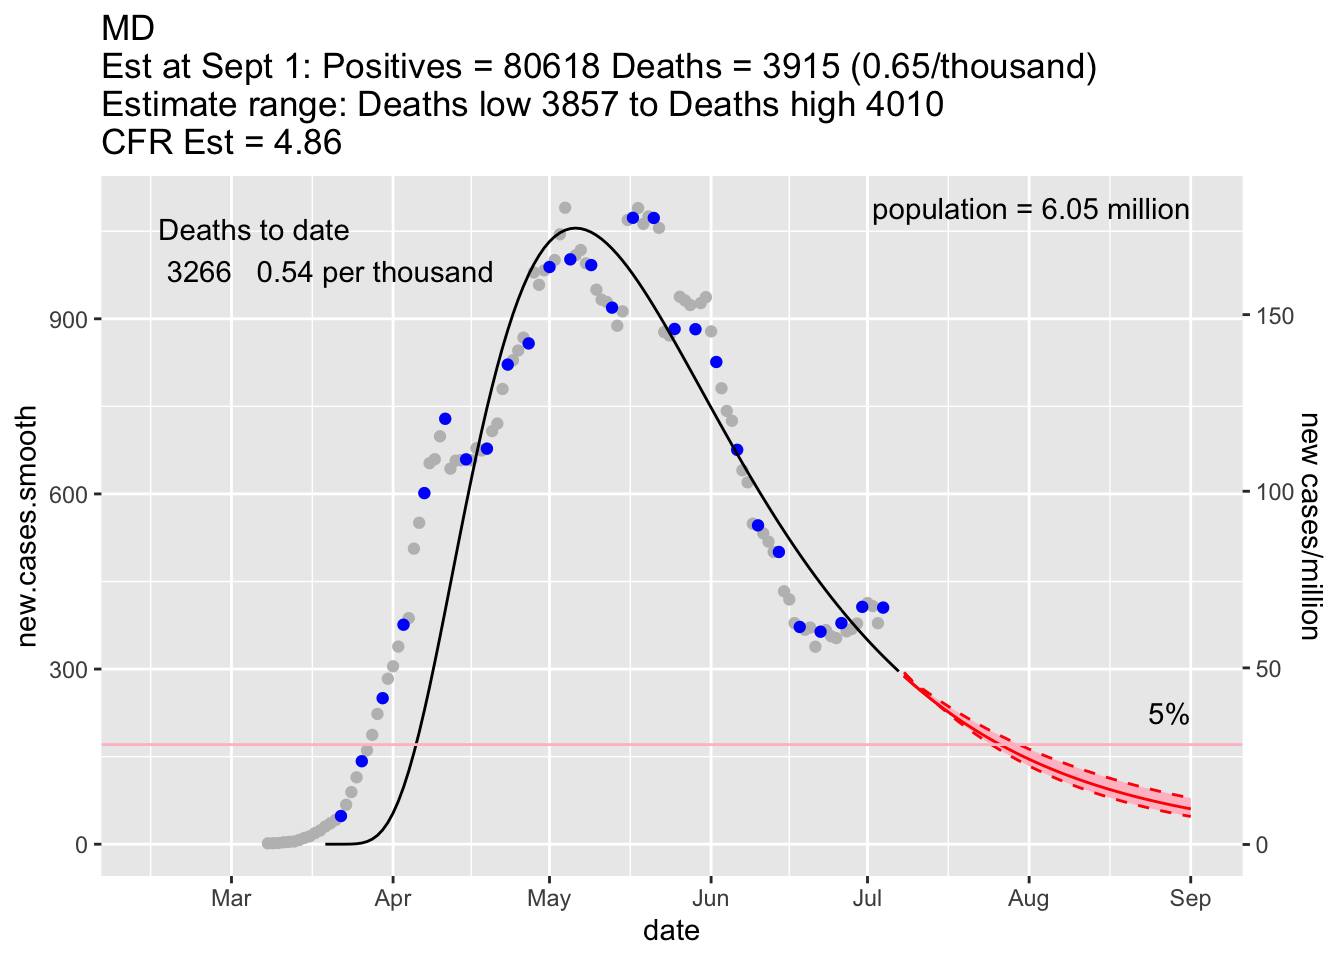 MD
Est at Sept 1: Positives = 80618 Deaths = 3915 (0.65/thousand)
Estimate range: Deaths low 3857 to Deaths high 4010
CFR Est = 4.86
population = 6.05 million
Deaths to date
3266 0.54 per thousand
5%
new.cases.smooth
900
600
300
0
new cases/million
150
100
50
0
Mar Apr May Jun Jul Aug Sep
date